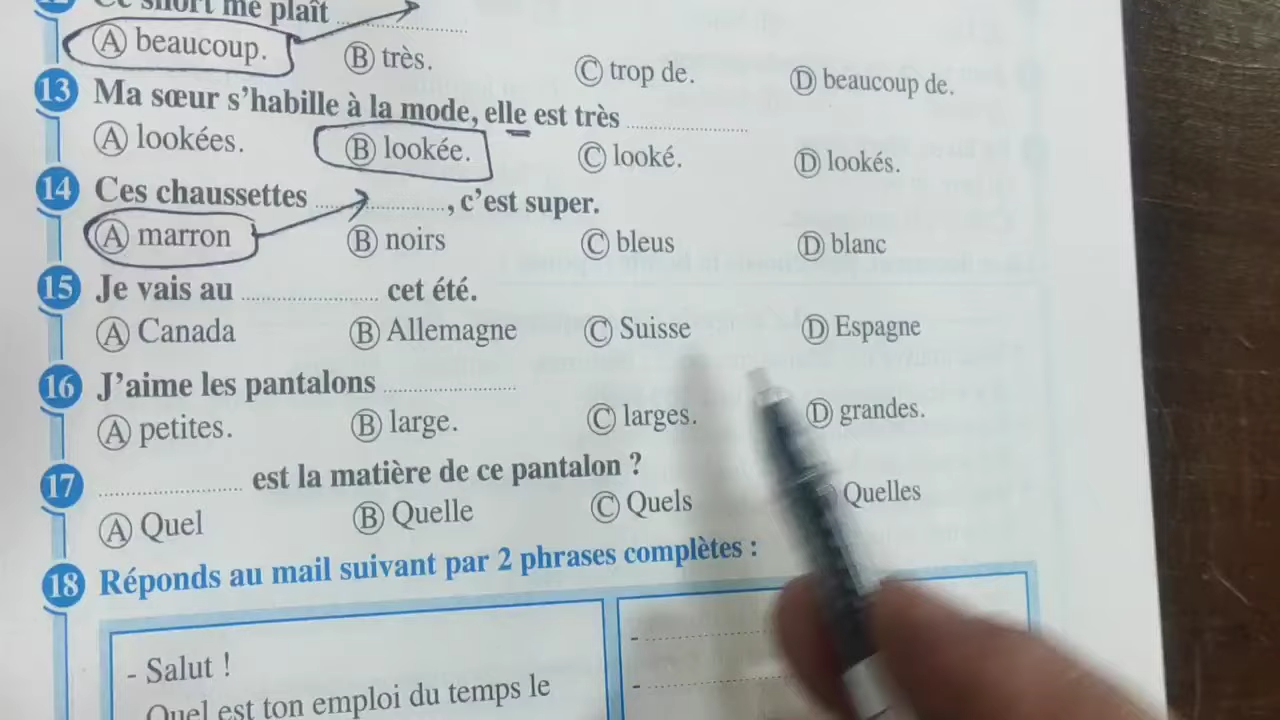 Ce short me plaît ..............
Ⓐ beaucoup. Ⓑ très. Ⓒ trop de. Ⓓ beaucoup de.
13 Ma sœur s'habille à la mode, elle est très ..............
Ⓐ lookées. Ⓑ lookée. Ⓒ looké. Ⓓ lookés.
14 Ces chaussettes .............., c'est super.
Ⓐ marron Ⓑ noirs Ⓒ bleus Ⓓ blanc
15 Je vais au .............. cet été.
Ⓐ Canada Ⓑ Allemagne Ⓒ Suisse Ⓓ Espagne
16 J'aime les pantalons ..............
Ⓐ petites. Ⓑ large. Ⓒ larges. Ⓓ grandes.
17 .............. est la matière de ce pantalon ?
Ⓐ Quel Ⓑ Quelle Ⓒ Quels Quelles
18 Réponds au mail suivant par 2 phrases complètes :
- Salut !
Quel est ton emploi du temps le
- ..............
- ..............